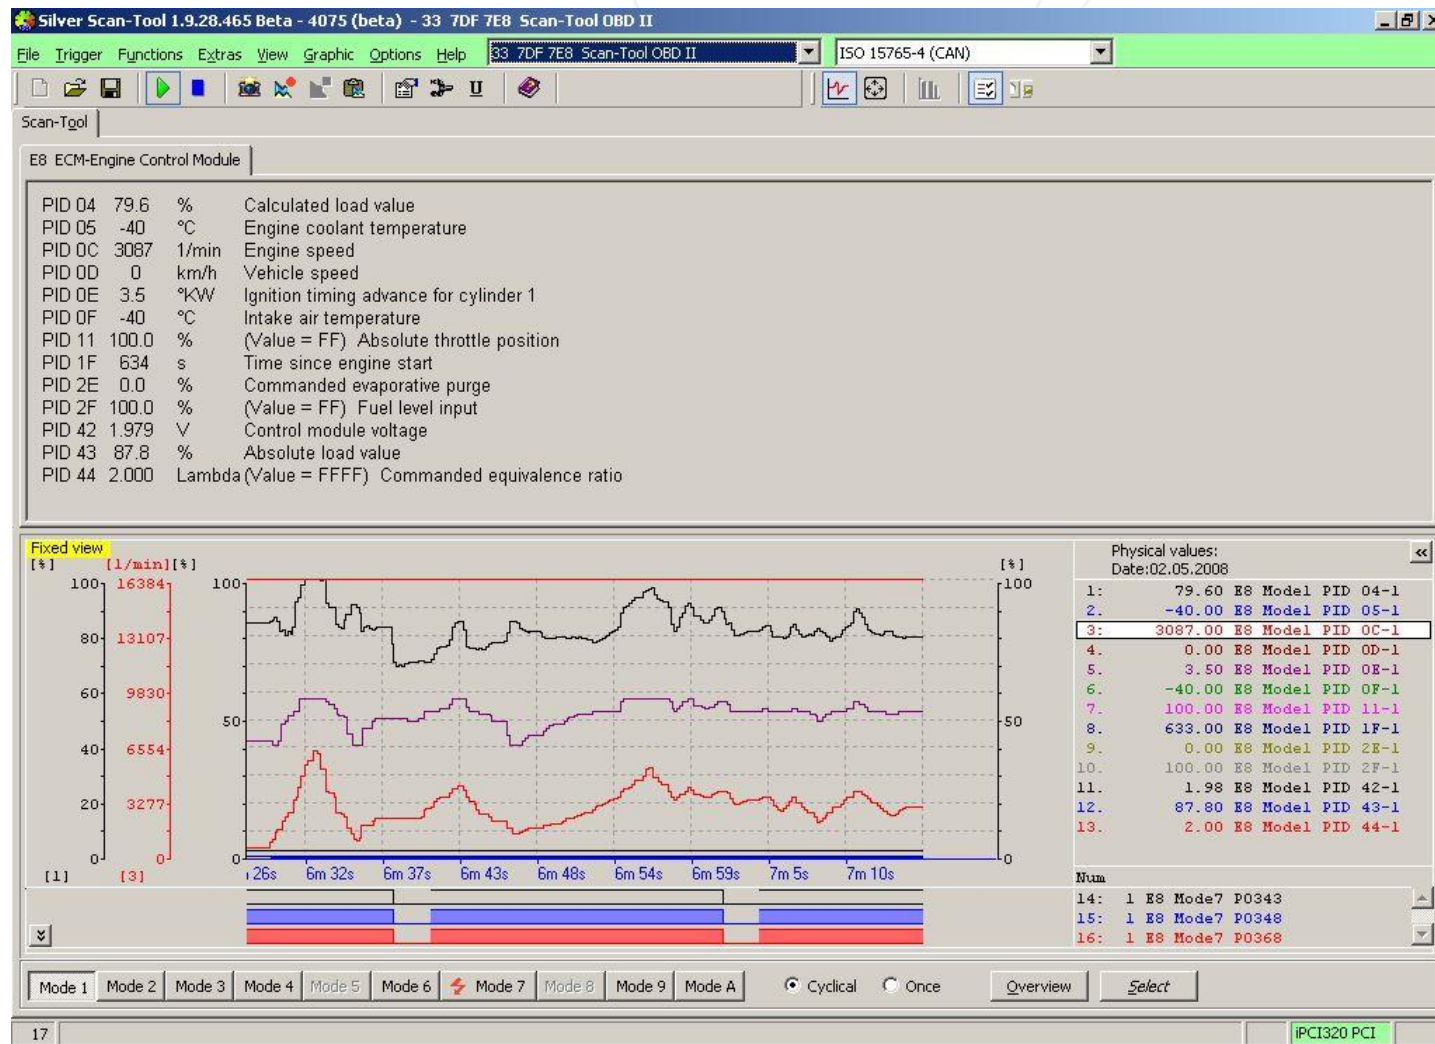 Silver Scan-Tool 1.9.28.465 Beta - 4075 (beta) - 33 7DF 7E8 Scan-Tool OBD II
File Trigger Functions Extras View Graphic Options Help 33 7DF 7E8 Scan-Tool OBD II ISO 15765-4 (CAN)
U
Scan-Tool
E8 ECM-Engine Control Module
PID 04 79.6 % Calculated load value
PID 05 -40 °C Engine coolant temperature
PID 0C 3087 1/min Engine speed
PID 0D 0 km/h Vehicle speed
PID 0E 3.5 °KW Ignition timing advance for cylinder 1
PID 0F -40 °C Intake air temperature
PID 11 100.0 % (Value = FF) Absolute throttle position
PID 1F 634 s Time since engine start
PID 2E 0.0 % Commanded evaporative purge
PID 2F 100.0 % (Value = FF) Fuel level input
PID 42 1.979 V Control module voltage
PID 43 87.8 % Absolute load value
PID 44 2.000 Lambda (Value = FFFF) Commanded equivalence ratio
Fixed view
[%] [1/min] [%] [%]
100 16384 100 100
80 13107
60 9830
50 50
40 6554
20 3277
0 0 0 0
[1] [3] 26s 6m 32s 6m 37s 6m 43s 6m 48s 6m 54s 6m 59s 7m 5s 7m 10s
Physical values:
Date:02.05.2008
1: 79.60 E8 Mode1 PID 04-1
2. -40.00 E8 Mode1 PID 05-1
3: 3087.00 E8 Mode1 PID 0C-1
4. 0.00 E8 Mode1 PID 0D-1
5. 3.50 E8 Mode1 PID 0E-1
6. -40.00 E8 Mode1 PID 0F-1
7. 100.00 E8 Mode1 PID 11-1
8. 633.00 E8 Mode1 PID 1F-1
9. 0.00 E8 Mode1 PID 2E-1
10. 100.00 E8 Mode1 PID 2F-1
11. 1.98 E8 Mode1 PID 42-1
12. 87.80 E8 Mode1 PID 43-1
13. 2.00 E8 Mode1 PID 44-1
Num
14: 1 E8 Mode7 P0343
15: 1 E8 Mode7 P0348
16: 1 E8 Mode7 P0368
Mode 1 Mode 2 Mode 3 Mode 4 Mode 5 Mode 6 Mode 7 Mode 8 Mode 9 Mode A Cyclical Once Overview Select
17 iPCI320 PCI